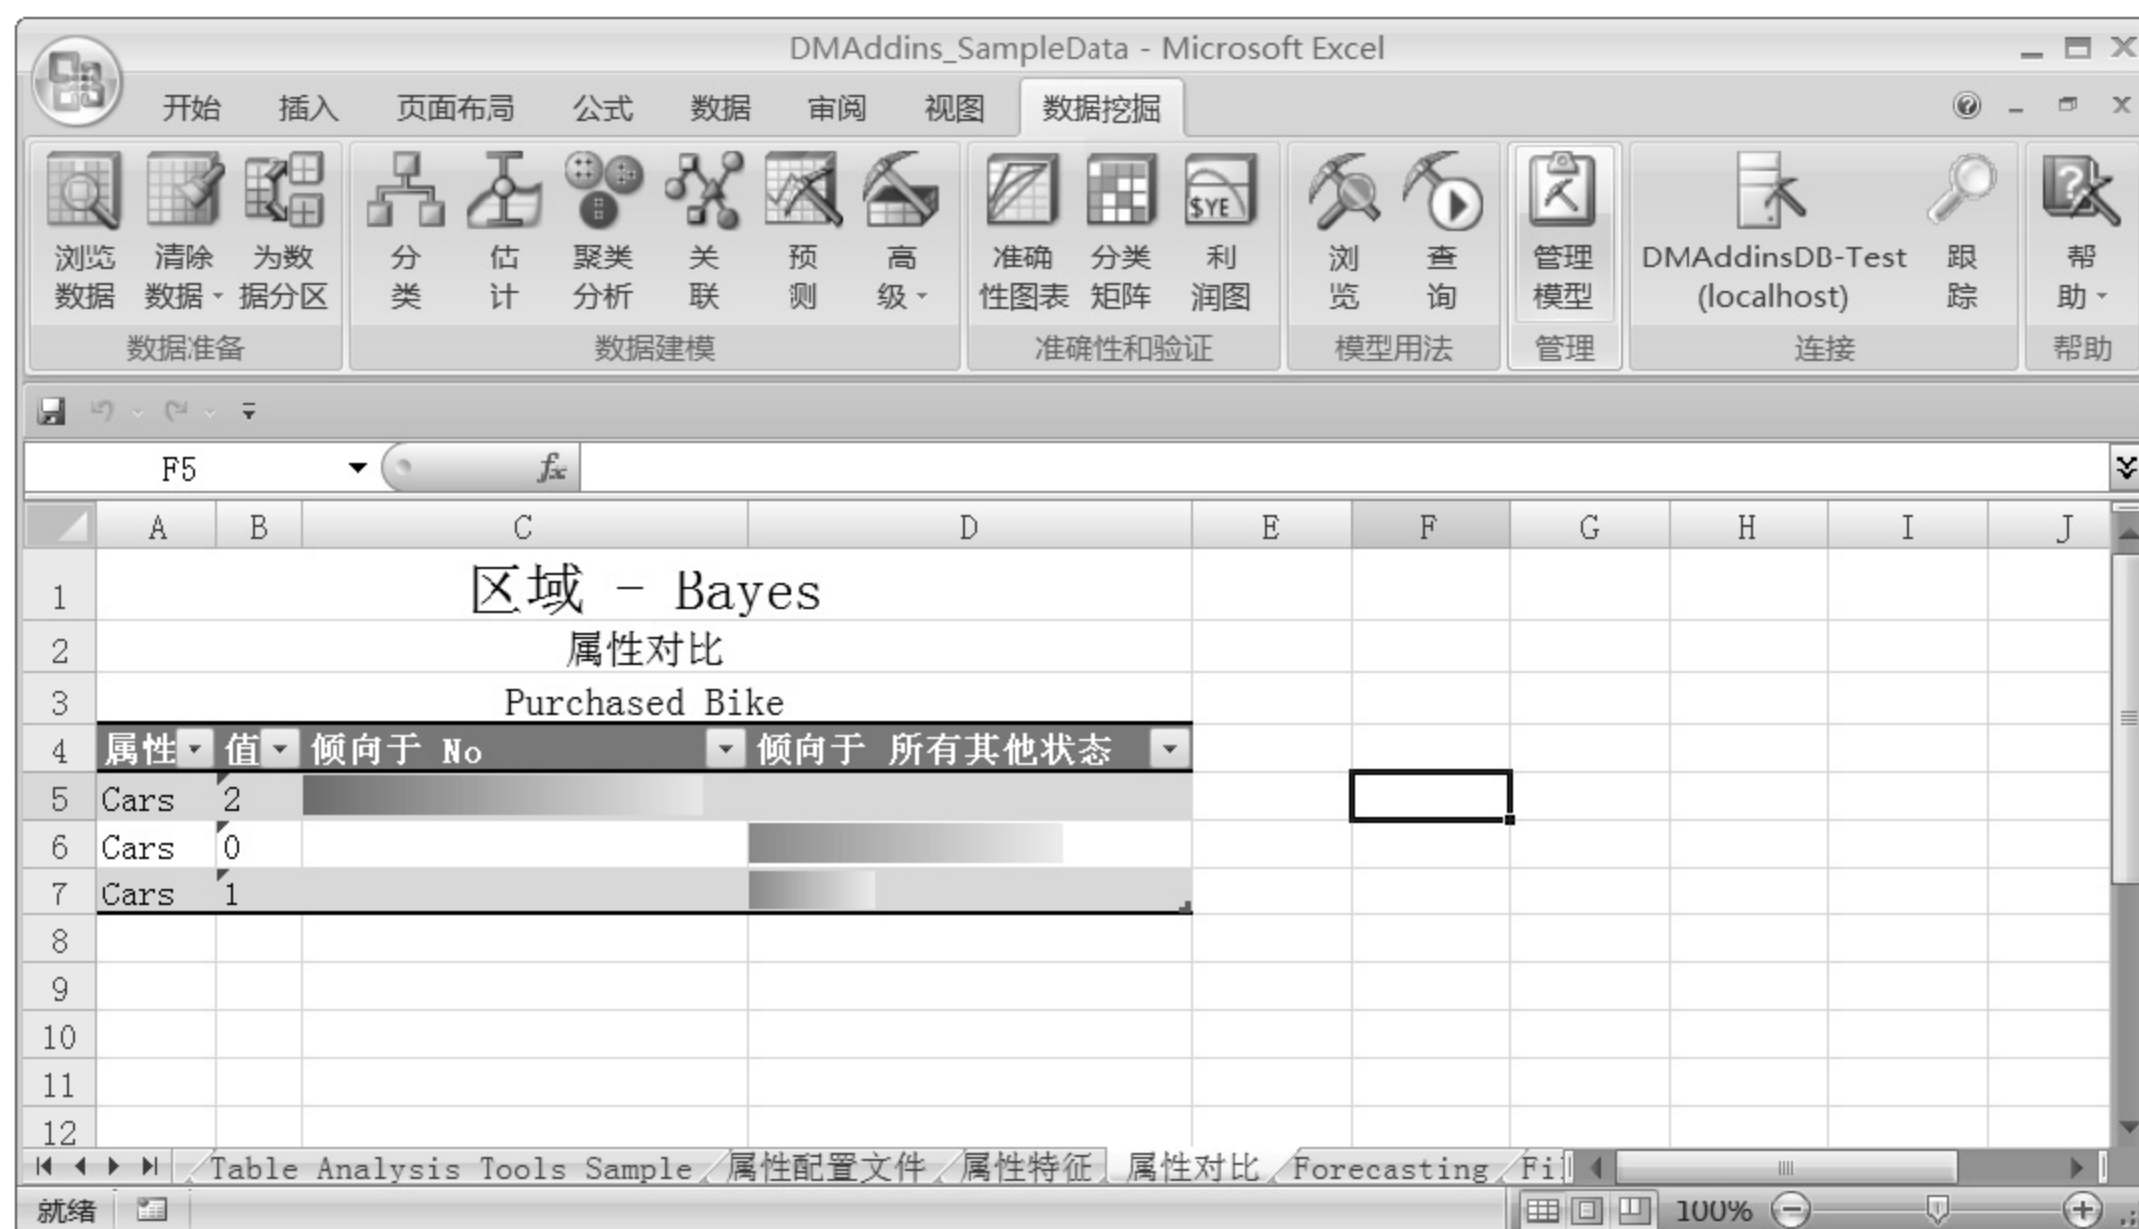 DMAddins_SampleData - Microsoft Excel
开始 插入 页面布局 公式 数据 审阅 视图 数据挖掘
浏览 清除 为数 分 估 聚类 关 预 高 准确 分类 利 浏 查 管理 DMAddinsDB-Test 跟 帮
数据 数据 据分区 类 计 分析 联 测 级 性图表 矩阵 润图 览 询 模型 (localhost) 踪 助
数据准备 数据建模 准确性和验证 模型用法 管理 连接 帮助
F5 fx
A B C D E F G H I J
1 区域 - Bayes
2 属性对比
3 Purchased Bike
4 属性 值 倾向于 No 倾向于 所有其他状态
5 Cars 2
6 Cars 0
7 Cars 1
8
9
10
11
12
Table Analysis Tools Sample 属性配置文件 属性特征 属性对比 Forecasting Fi
就绪 100%